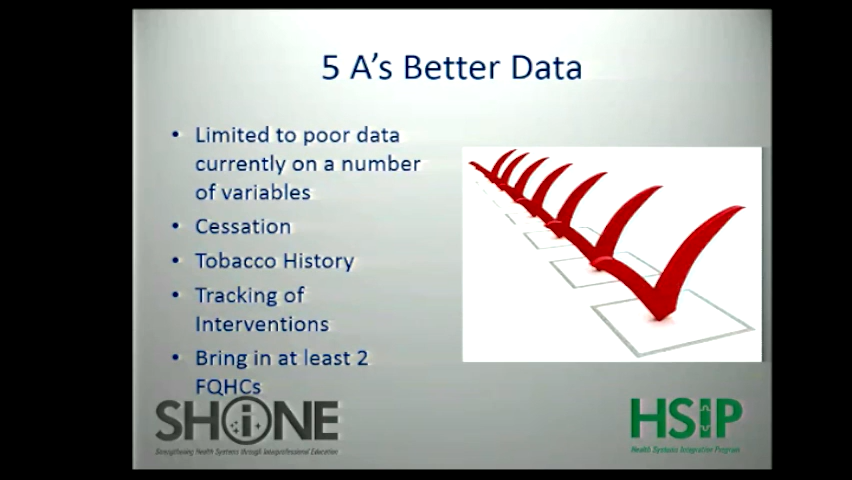 5 A's Better Data
• Limited to poor data
currently on a number
of variables
• Cessation
• Tobacco History
• Tracking of
Interventions
• Bring in at least 2
FQHCs
SHiNE
Strengthening Health Systems through Interprofessional Education
HSiP
Health Systems Integration Program